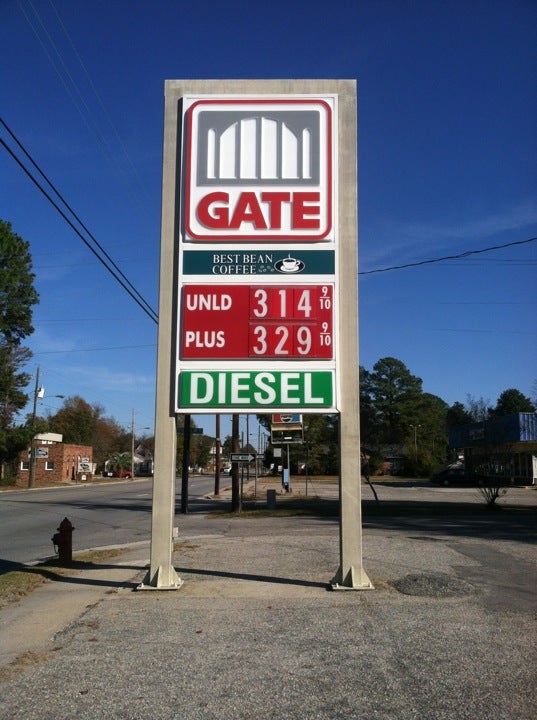 GATE
BEST BEAN
COFFEE
UNLD 314 9/10
PLUS 329 9/10
DIESEL